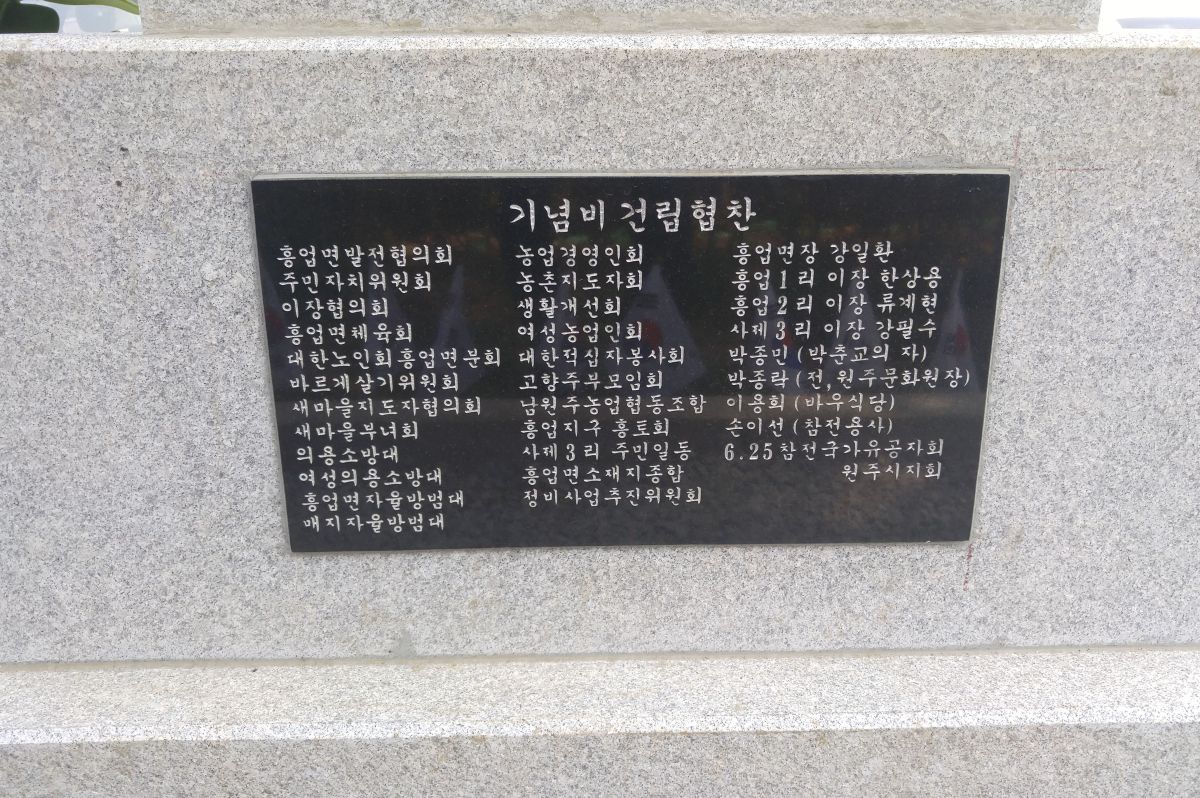 기념비 건립협찬
흥업면발전협의회
주민자치위원회
이장협의회
흥업면체육회
대한노인회흥업면분회
바르게살기위원회
새마을지도자협의회
새마을부녀회
의용소방대
여성의용소방대
흥업면자율방범대
매지자율방범대
농업경영인회
농촌지도자회
생활개선회
여성농업인회
대한적십자봉사회
고향주부모임회
남원주농업협동조합
흥업지구 흥토회
사제3리 주민일동
흥업면소재지종합
정비사업추진위원회
흥업면장 강일환
흥업1리 이장 한상용
흥업2리 이장 류계현
사제3리 이장 강필수
박종민(박춘교의 자)
박종락(전,원주문화원장)
이용희(바우식당)
손이선(참전용사)
6.25참전국가유공자회
원주시지회